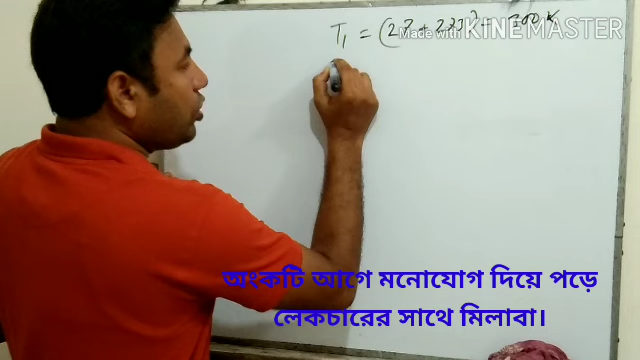 T₁ = (27 + 273) = 300 K
Made with KINEMASTER
অংকটি আগে মনোযোগ দিয়ে পড়ে
লেকচারের সাথে মিলাবা।